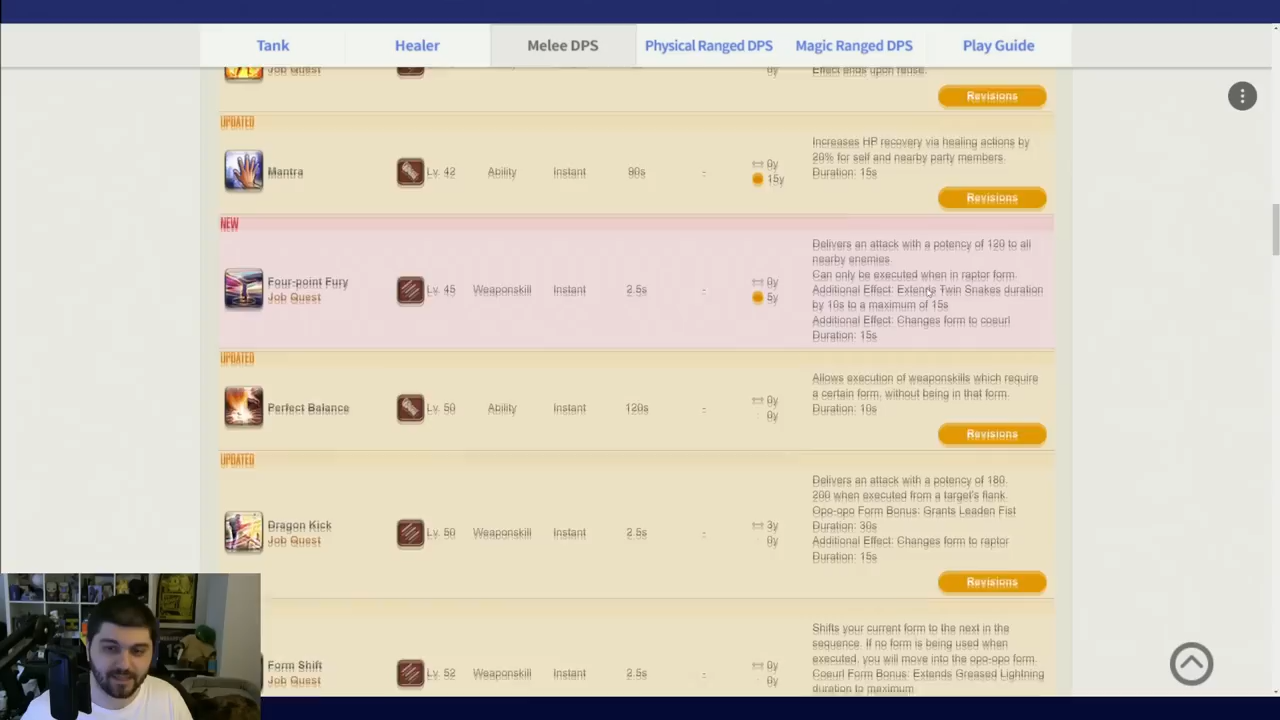 Tank Healer Melee DPS Physical Ranged DPS Magic Ranged DPS Play Guide
Job Quest 0y Effect ends upon reuse.
Revisions
UPDATED
Mantra Lv. 42 Ability Instant 90s - 0y 15y
Increases HP recovery via healing actions by
20% for self and nearby party members.
Duration: 15s
Revisions
NEW
Four-point Fury
Job Quest
Lv. 45 Weaponskill Instant 2.5s - 0y
5y
Delivers an attack with a potency of 120 to all
nearby enemies.
Can only be executed when in raptor form.
Additional Effect: Extends Twin Snakes duration
by 10s to a maximum of 15s
Additional Effect: Changes form to coeurl
Duration: 15s
UPDATED
Perfect Balance Lv. 50 Ability Instant 120s - 0y
0y
Allows execution of weaponskills which require
a certain form, without being in that form.
Duration: 10s
Revisions
UPDATED
Dragon Kick
Job Quest
Lv. 50 Weaponskill Instant 2.5s - 3y
0y
Delivers an attack with a potency of 180.
200 when executed from a target's flank.
Opo-opo Form Bonus: Grants Leaden Fist
Duration: 30s
Additional Effect: Changes form to raptor
Duration: 15s
Revisions
Form Shift
Job Quest
Lv. 52 Weaponskill Instant 2.5s - 0y
0y
Shifts your current form to the next in the
sequence. If no form is being used when
executed, you will move into the opo-opo form.
Coeurl Form Bonus: Extends Greased Lightning
duration to maximum